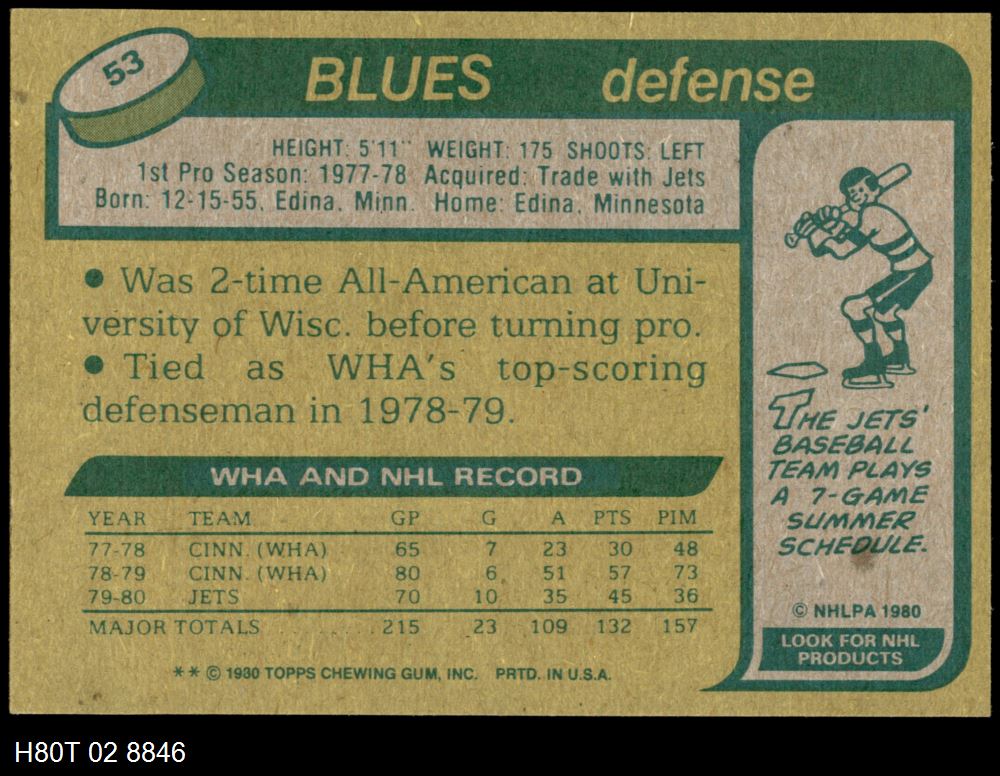 53
BLUES defense
HEIGHT: 5'11" WEIGHT: 175 SHOOTS: LEFT
1st Pro Season: 1977-78 Acquired: Trade with Jets
Born: 12-15-55, Edina, Minn. Home: Edina, Minnesota
• Was 2-time All-American at Uni-
versity of Wisc. before turning pro.
• Tied as WHA's top-scoring
defenseman in 1978-79.
WHA AND NHL RECORD
YEAR TEAM GP G A PTS PIM
77-78 CINN. (WHA) 65 7 23 30 48
78-79 CINN. (WHA) 80 6 51 57 73
79-80 JETS 70 10 35 45 36
MAJOR TOTALS 215 23 109 132 157
** © 1980 TOPPS CHEWING GUM, INC. PRTD. IN U.S.A.
THE JETS'
BASEBALL
TEAM PLAYS
A 7-GAME
SUMMER
SCHEDULE.
© NHLPA 1980
LOOK FOR NHL
PRODUCTS
H80T 02 8846